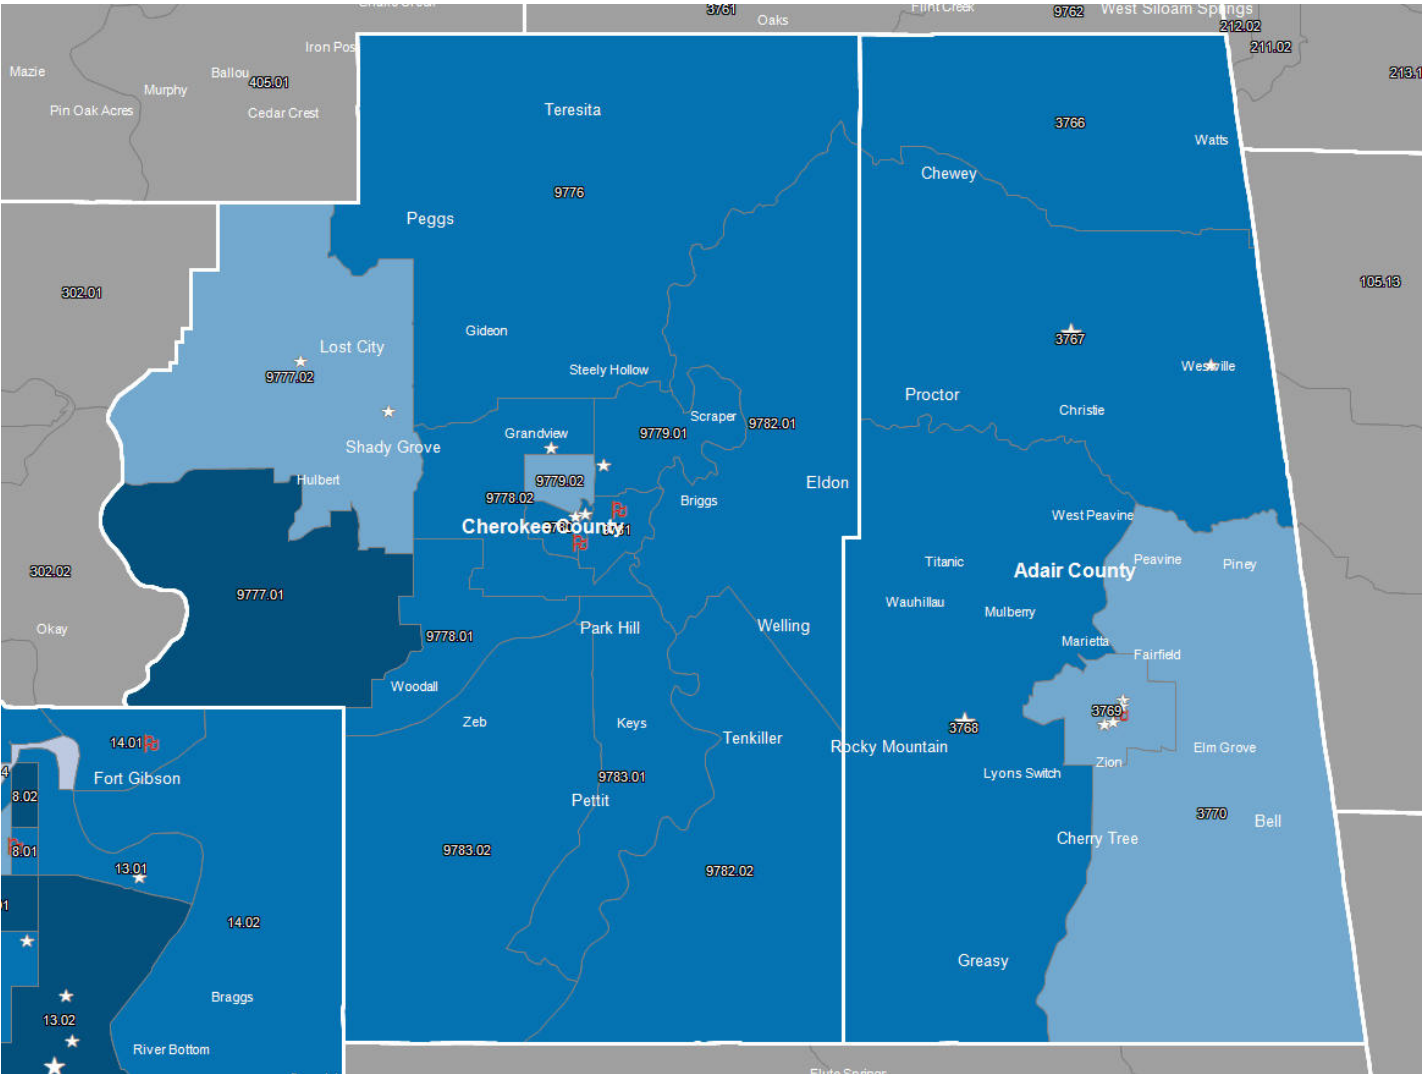 3761
Oaks
Flint Creek
9762
West Siloam Springs
212.02
211.02
Iron Pos
Mazie
Ballou
405.01
Murphy
213.1
Pin Oak Acres
Cedar Crest
Teresita
3766
Watts
Chewey
9776
Peggs
302.01
105.13
Gideon
3767
Lost City
Steely Hollow
9777.02
Westville
Proctor
Christie
Scraper
9782.01
Grandview
9779.01
Shady Grove
Hulbert
9779.02
Eldon
9778.02
Briggs
West Peavine
Cherokee County
Titanic
Peavine
Piney
302.02
Adair County
9777.01
Wauhillau
Mulberry
Okay
Park Hill
Welling
9778.01
Marietta
Fairfield
Woodall
3769
Zeb
Keys
3768
14.01
Tenkiller
Rocky Mountain
Elm Grove
Zion
Lyons Switch
4
Fort Gibson
9783.01
8.02
Pettit
3770
Bell
Cherry Tree
8.01
9783.02
13.01
9782.02
14.02
Greasy
Braggs
13.02
River Bottom